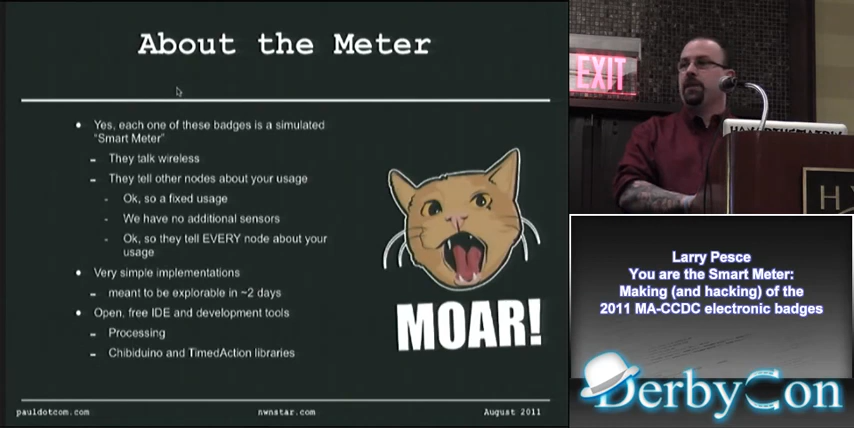 About the Meter
Yes, each one of these badges is a simulated
“Smart Meter”
They talk wireless
They tell other nodes about your usage
Ok, so a fixed usage
We have no additional sensors
Ok, so they tell EVERY node about your
usage
Very simple implementations
meant to be explorable in ~2 days
Open, free IDE and development tools
Processing
Chibiduino and TimedAction libraries
MOAR!
pauldotcom.com
nwnstar.com
August 2011
EXIT
HY
Larry Pesce
You are the Smart Meter:
Making (and hacking) of the
2011 MA-CCDC electronic badges
DerbyCon